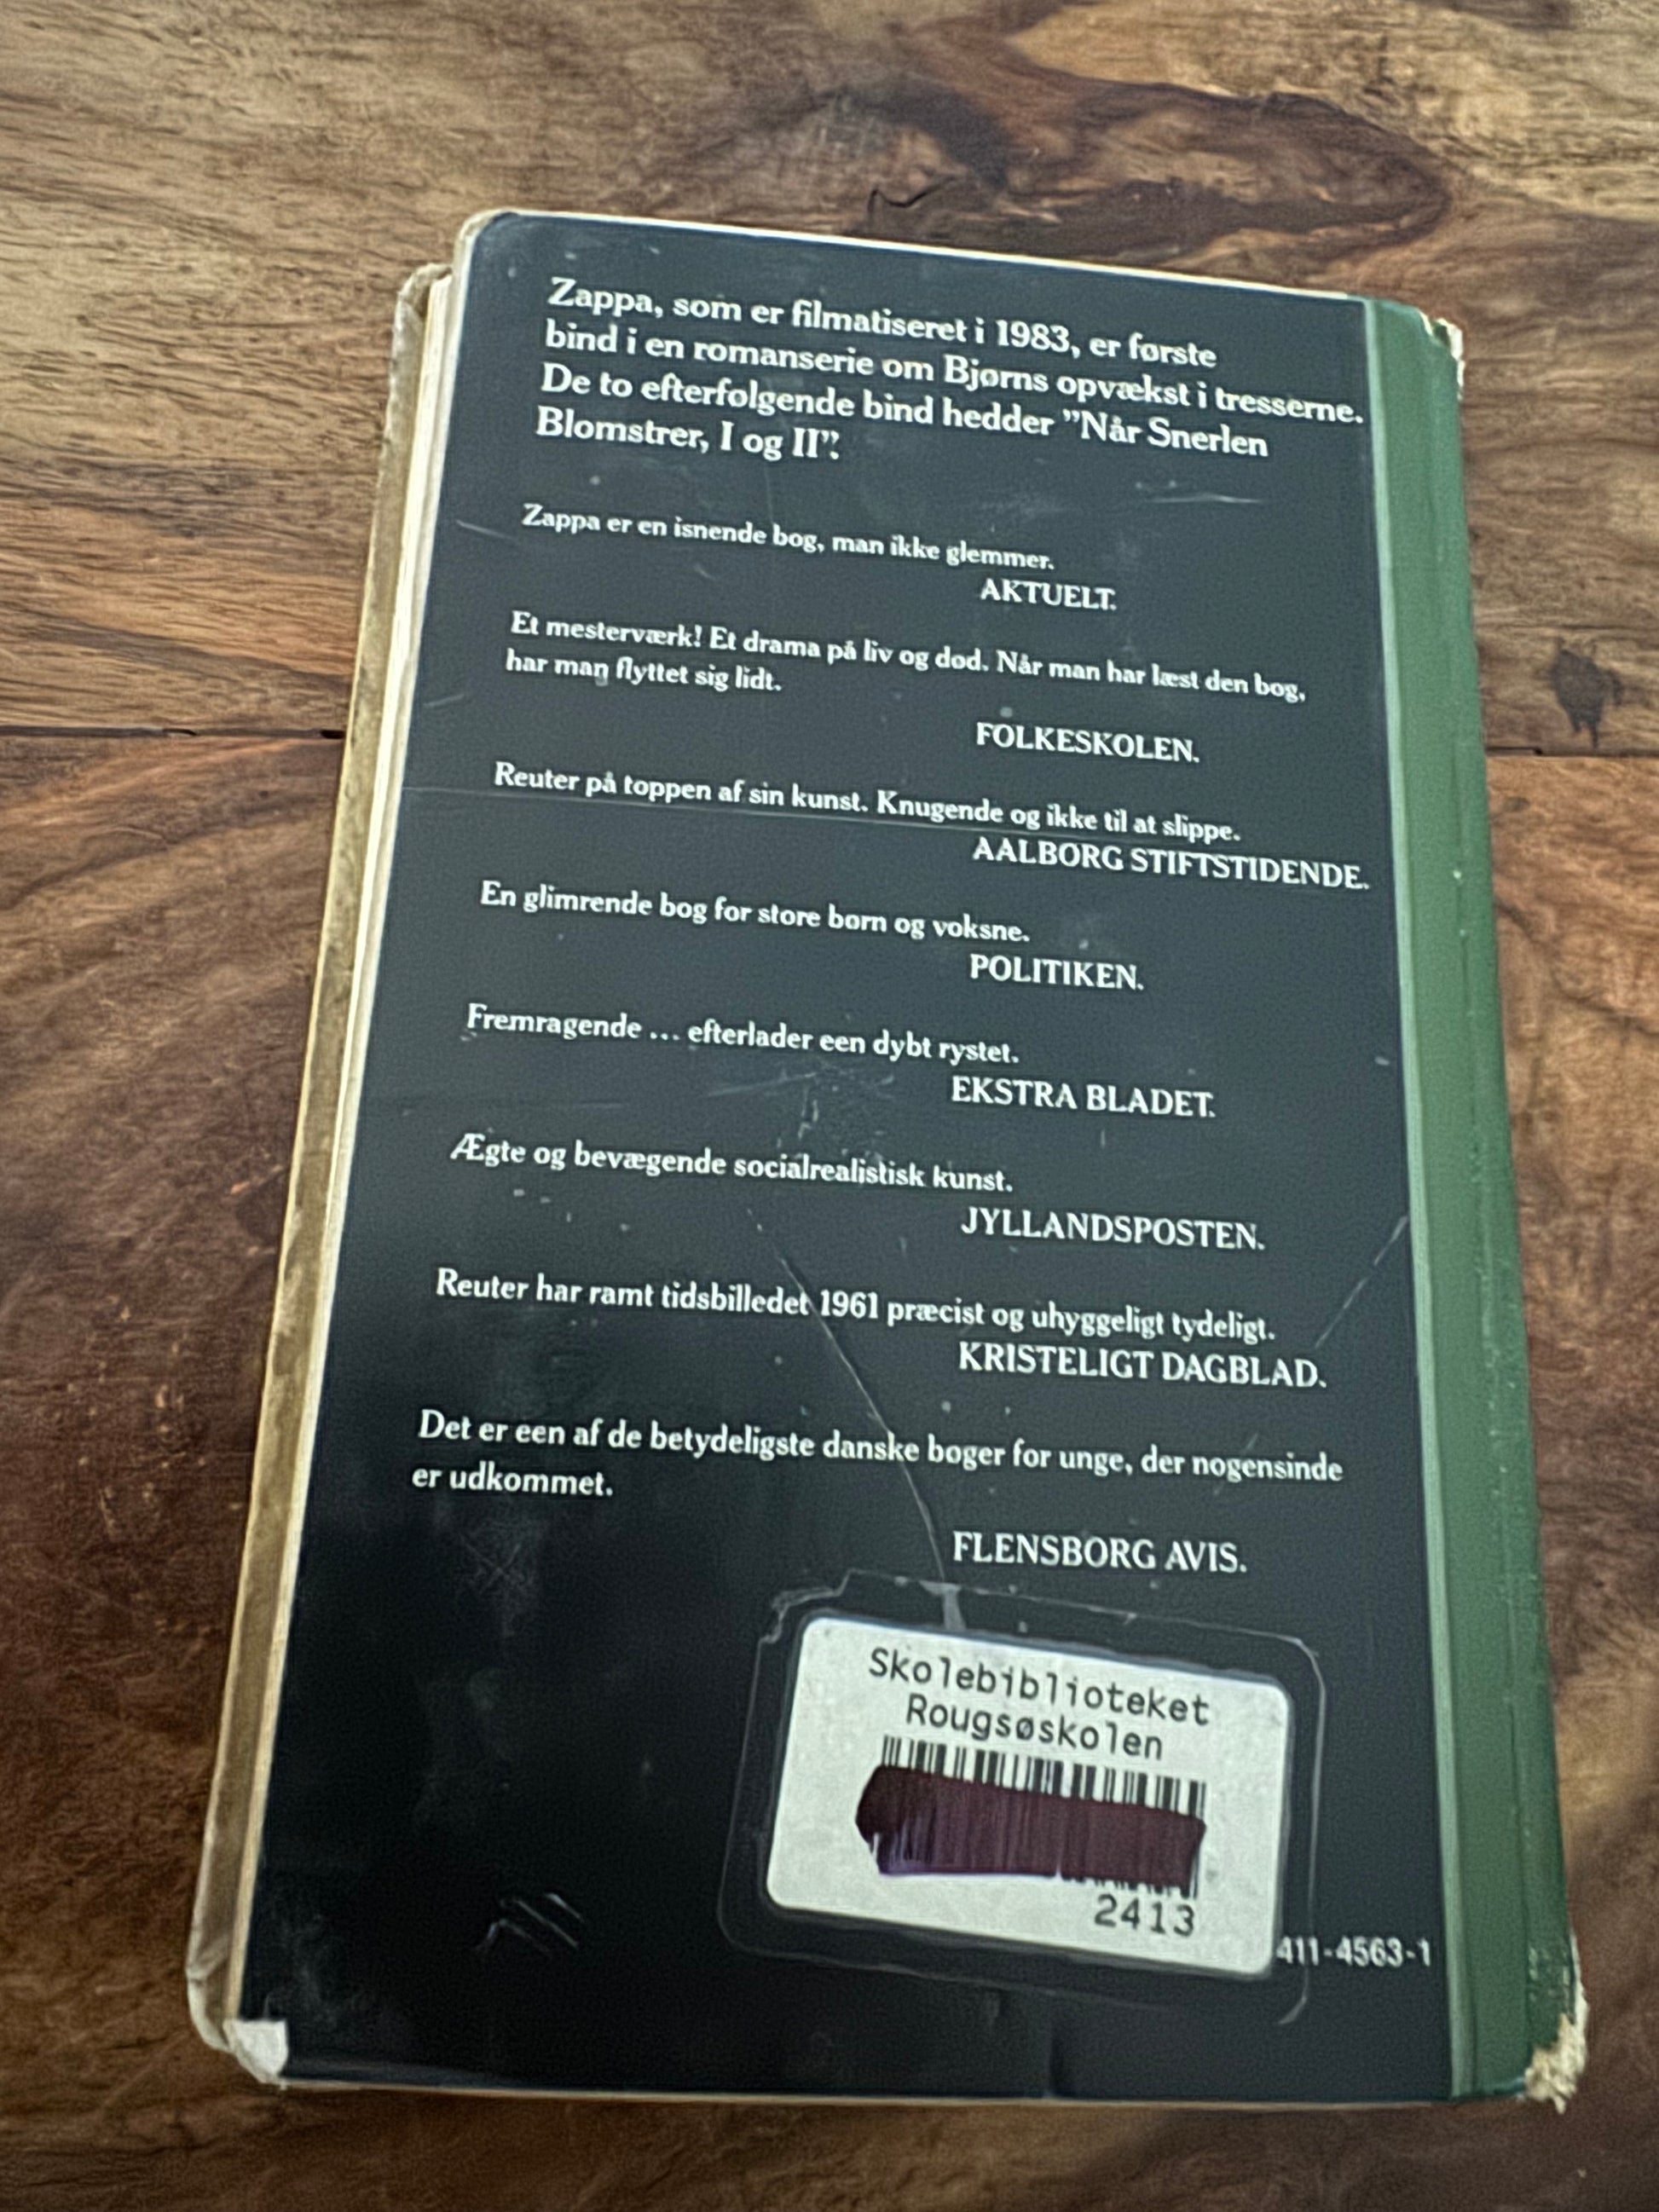 Zappa, som er filmatiseret i 1983, er første
bind i en romanserie om Bjørns opvækst i tresserne.
De to efterfølgende bind hedder ”Når Snerlen
Blomstrer, I og II”.
Zappa er en isnende bog, man ikke glemmer.
AKTUELT.
Et mesterværk! Et drama på liv og død. Når man har læst den bog,
har man flyttet sig lidt.
FOLKESKOLEN.
Reuter på toppen af sin kunst. Knugende og ikke til at slippe.
AALBORG STIFTSTIDENDE.
En glimrende bog for store børn og voksne.
POLITIKEN.
Fremragende ... efterlader een dybt rystet.
EKSTRA BLADET.
Ægte og bevægende socialrealistisk kunst.
JYLLANDSPOSTEN.
Reuter har ramt tidsbilledet 1961 præcist og uhyggeligt tydeligt.
KRISTELIGT DAGBLAD.
Det er een af de betydeligste danske bøger for unge, der nogensinde
er udkommet.
FLENSBORG AVIS.
Skolebiblioteket
Rougsøskolen
2413
411-4563-1